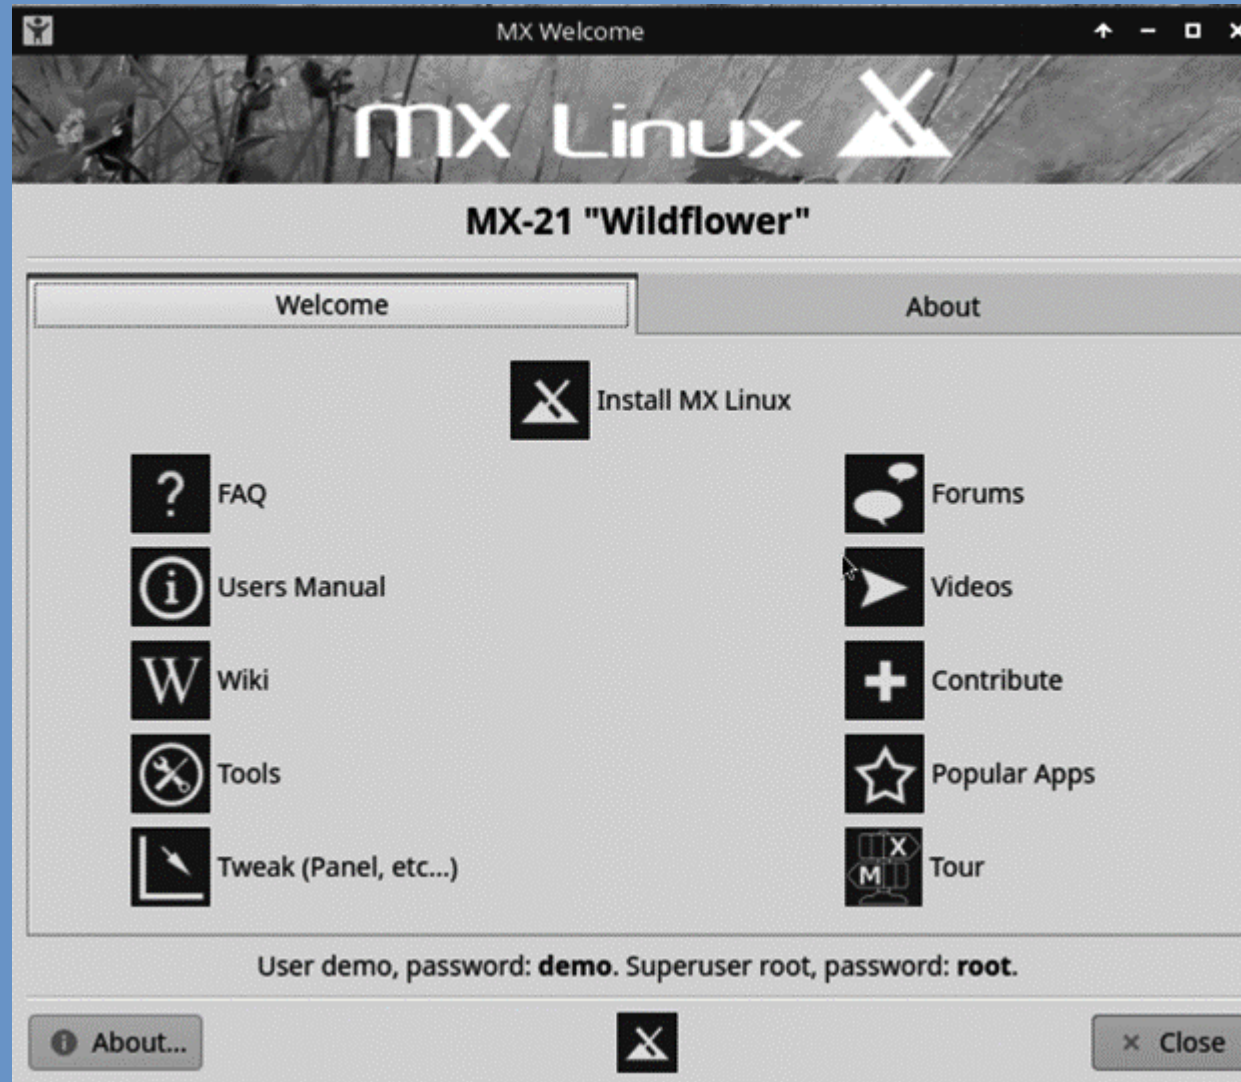 MX Welcome
MX Linux
MX-21 "Wildflower"
Welcome
About
Install MX Linux
? FAQ
Forums
i Users Manual
Videos
W Wiki
Contribute
Tools
Popular Apps
Tweak (Panel, etc...)
X
M
Tour
User demo, password: demo. Superuser root, password: root.
i About...
Close